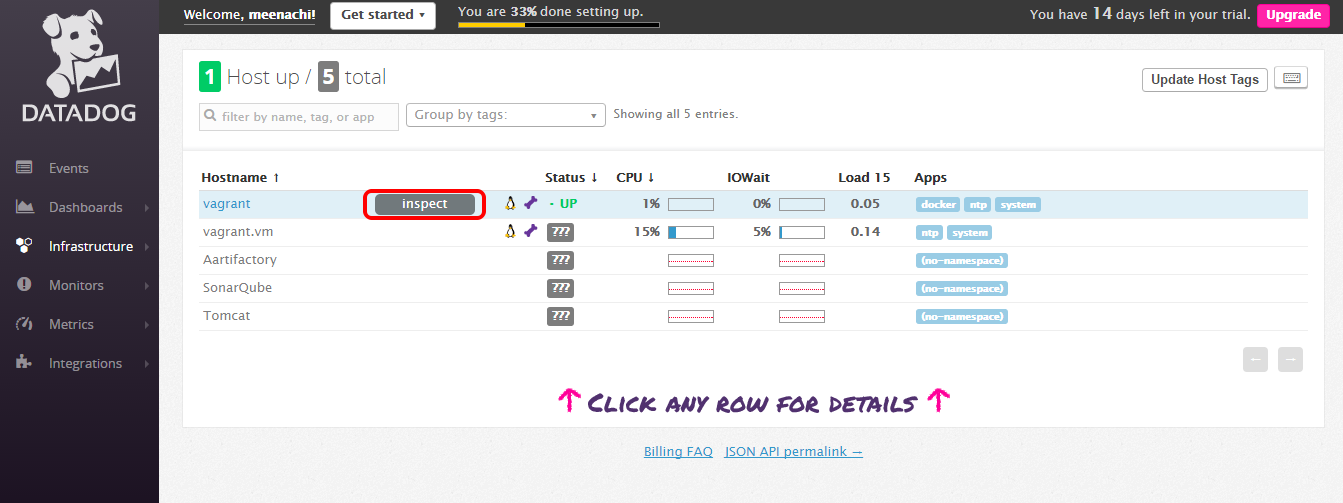 Welcome, meenachi! Get started ▾ You are 33% done setting up. You have 14 days left in your trial. Upgrade
DATADOG
Events
Dashboards
Infrastructure
Monitors
Metrics
Integrations
1 Host up / 5 total
Update Host Tags
filter by name, tag, or app Group by tags: Showing all 5 entries.
Hostname ↑ Status ↓ CPU ↓ IOWait Load 15 Apps
vagrant inspect - UP 1% 0% 0.05 docker ntp system
vagrant.vm ??? 15% 5% 0.14 ntp system
Aartifactory ??? (no-namespace)
SonarQube ??? (no-namespace)
Tomcat ??? (no-namespace)
← →
↑ Click any row for details ↑
Billing FAQ JSON API permalink →